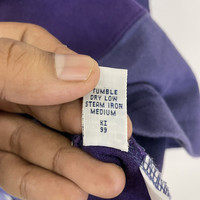 TUMBLE
DRY LOW
STEAM IRON
MEDIUM
KI
99